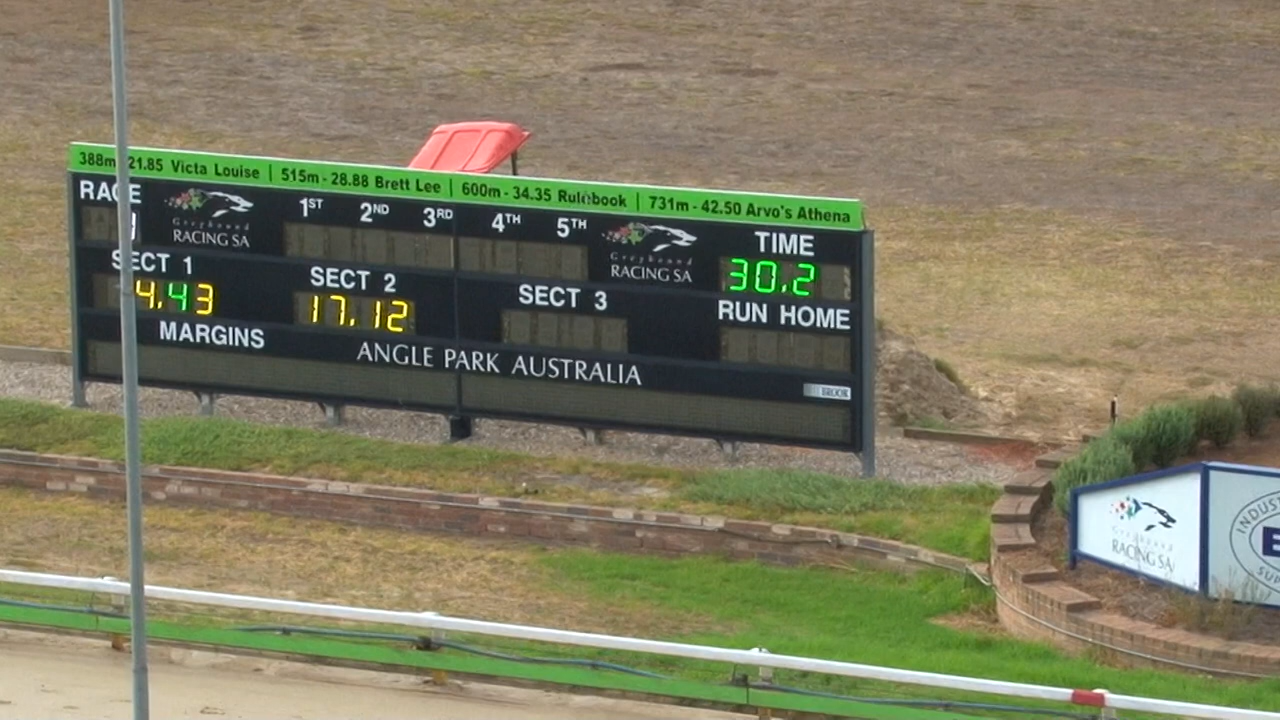 388m - 21.85 Victa Louise | 515m - 28.88 Brett Lee | 600m - 34.35 Rulebook | 731m - 42.50 Arvo's Athena
RACE
Greyhound
RACING SA
1ST 2ND 3RD 4TH 5TH
Greyhound
RACING SA
TIME
30.2
SECT 1
4.43
SECT 2
17.12
SECT 3
RUN HOME
MARGINS
ANGLE PARK AUSTRALIA
Greyhound
RACING SA